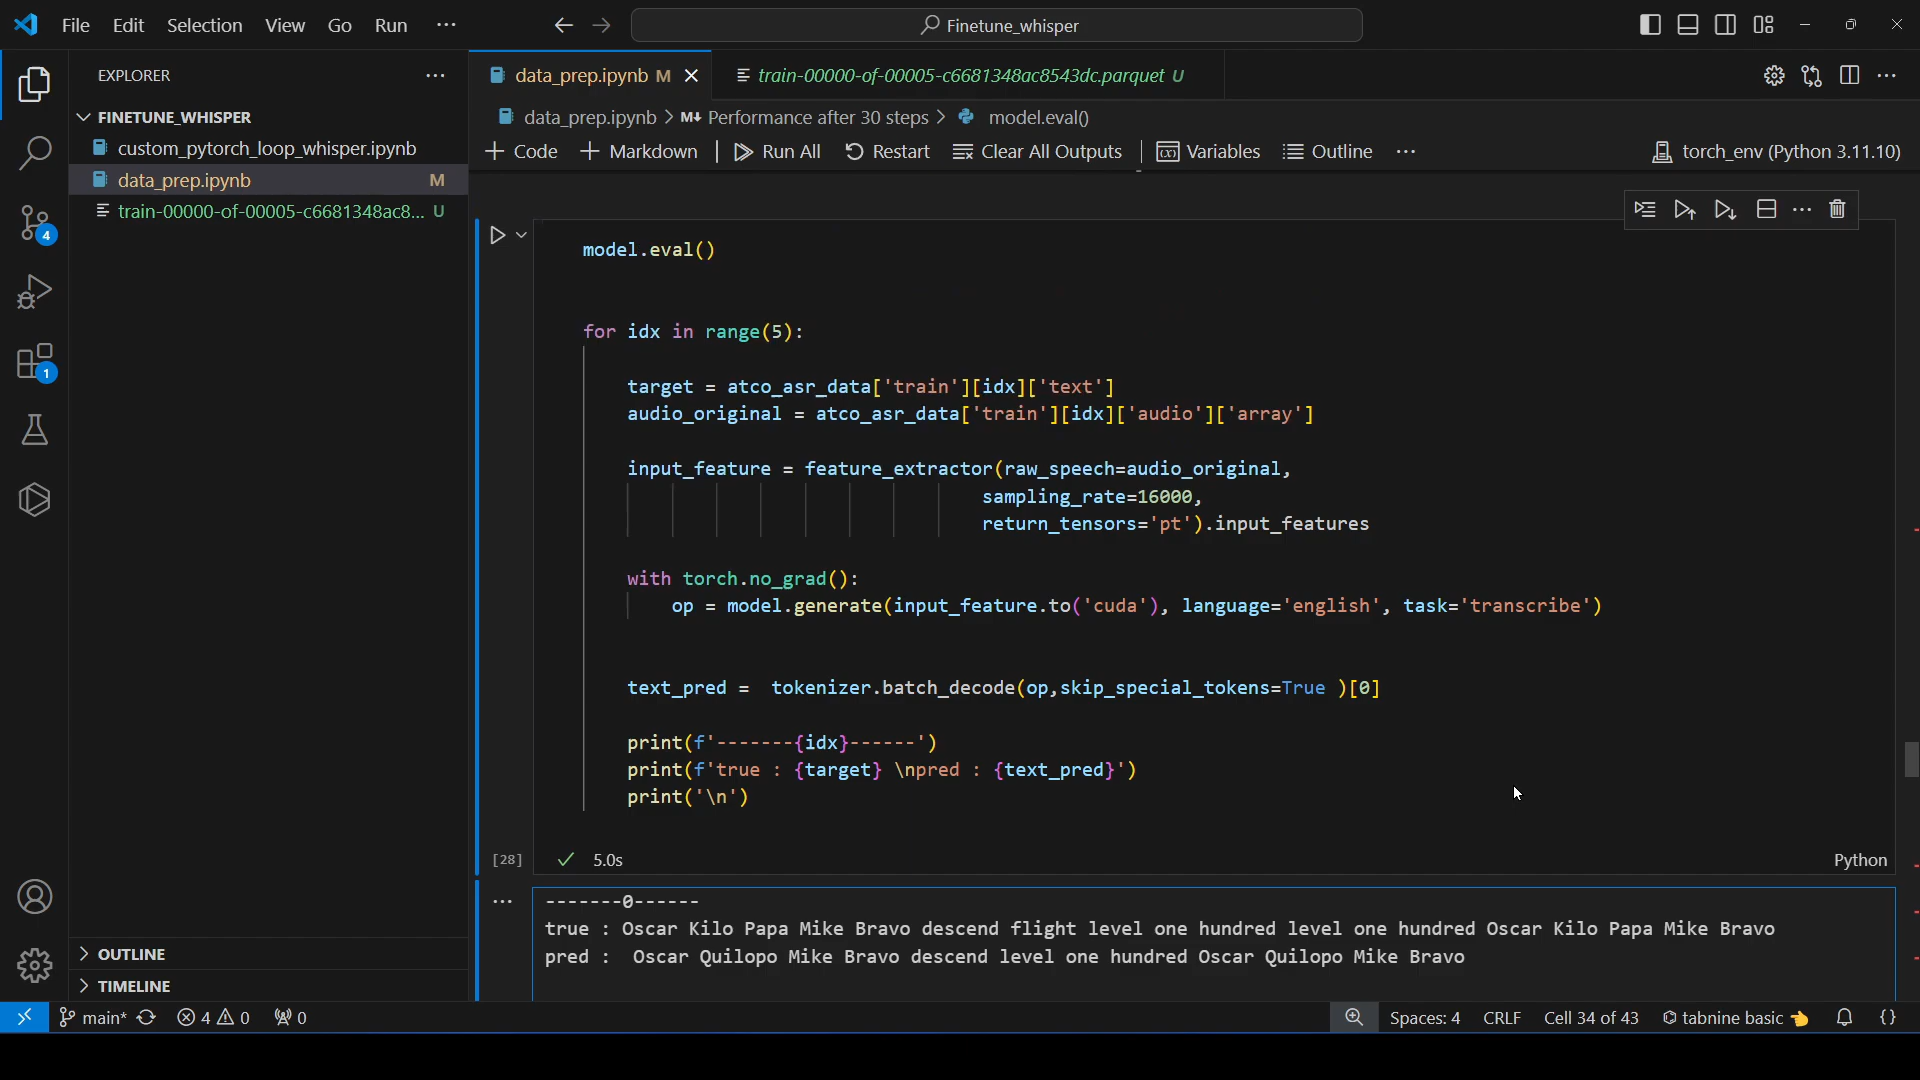 File Edit Selection View Go Run ···
Finetune_whisper
EXPLORER
FINETUNE_WHISPER
custom_pytorch_loop_whisper.ipynb
data_prep.ipynb M
train-00000-of-00005-c6681348ac8... U
4
1
OUTLINE
TIMELINE
data_prep.ipynb M
train-00000-of-00005-c6681348ac8543dc.parquet U
data_prep.ipynb > M↓ Performance after 30 steps > model.eval()
+ Code + Markdown | Run All Restart Clear All Outputs | Variables Outline ···
torch_env (Python 3.11.10)
model.eval()
for idx in range(5):
target = atco_asr_data['train'][idx]['text']
audio_original = atco_asr_data['train'][idx]['audio']['array']
input_feature = feature_extractor(raw_speech=audio_original,
sampling_rate=16000,
return_tensors='pt').input_features
with torch.no_grad():
op = model.generate(input_feature.to('cuda'), language='english', task='transcribe')
text_pred =  tokenizer.batch_decode(op,skip_special_tokens=True )[0]
print(f'-------{idx}------')
print(f'true : {target} \npred : {text_pred}')
print('\n')
[28] 5.0s Python
-------0------
true : Oscar Kilo Papa Mike Bravo descend flight level one hundred level one hundred Oscar Kilo Papa Mike Bravo
pred :  Oscar Quilopo Mike Bravo descend level one hundred Oscar Quilopo Mike Bravo
main* 4 0 0 Spaces: 4 CRLF Cell 34 of 43 tabnine basic {}